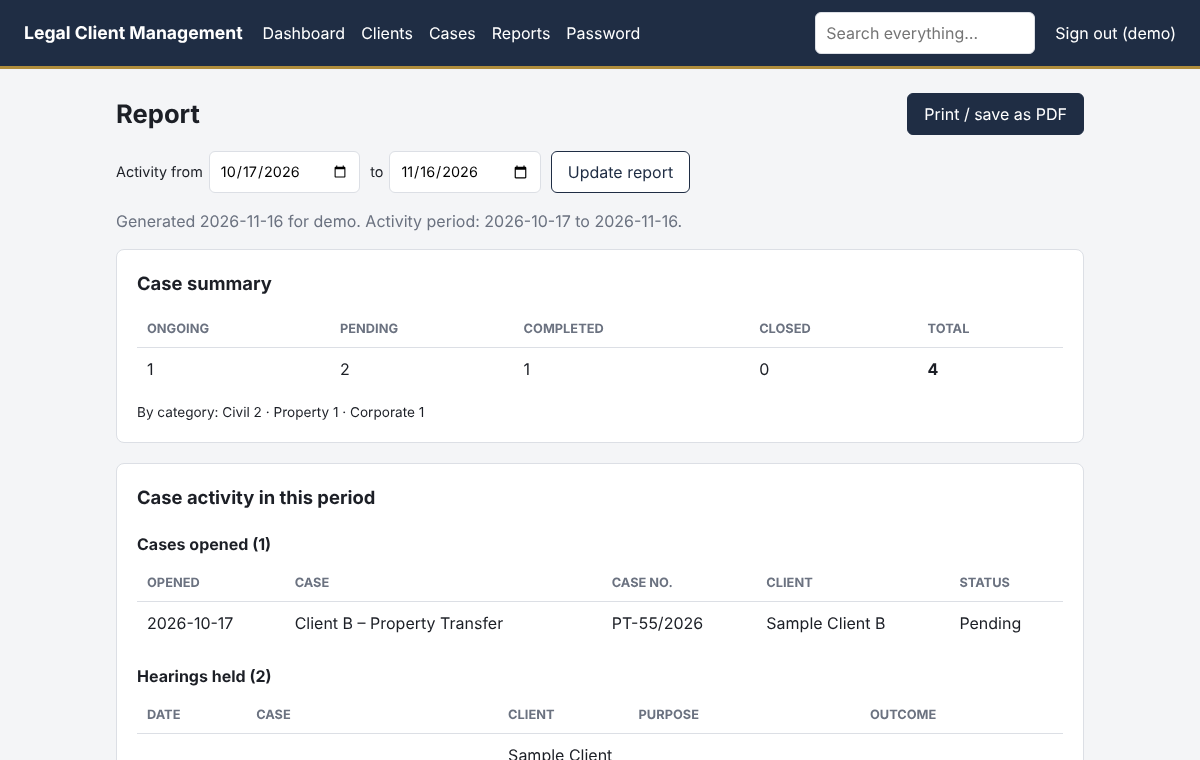 Legal Client Management Dashboard Clients Cases Reports Password Search everything... Sign out (demo)
Report Print / save as PDF
Activity from 10/17/2026 to 11/16/2026 Update report
Generated 2026-11-16 for demo. Activity period: 2026-10-17 to 2026-11-16.
Case summary
ONGOING PENDING COMPLETED CLOSED TOTAL
1 2 1 0 4
By category: Civil 2 · Property 1 · Corporate 1
Case activity in this period
Cases opened (1)
OPENED CASE CASE NO. CLIENT STATUS
2026-10-17 Client B – Property Transfer PT-55/2026 Sample Client B Pending
Hearings held (2)
DATE CASE CLIENT PURPOSE OUTCOME
Sample Client